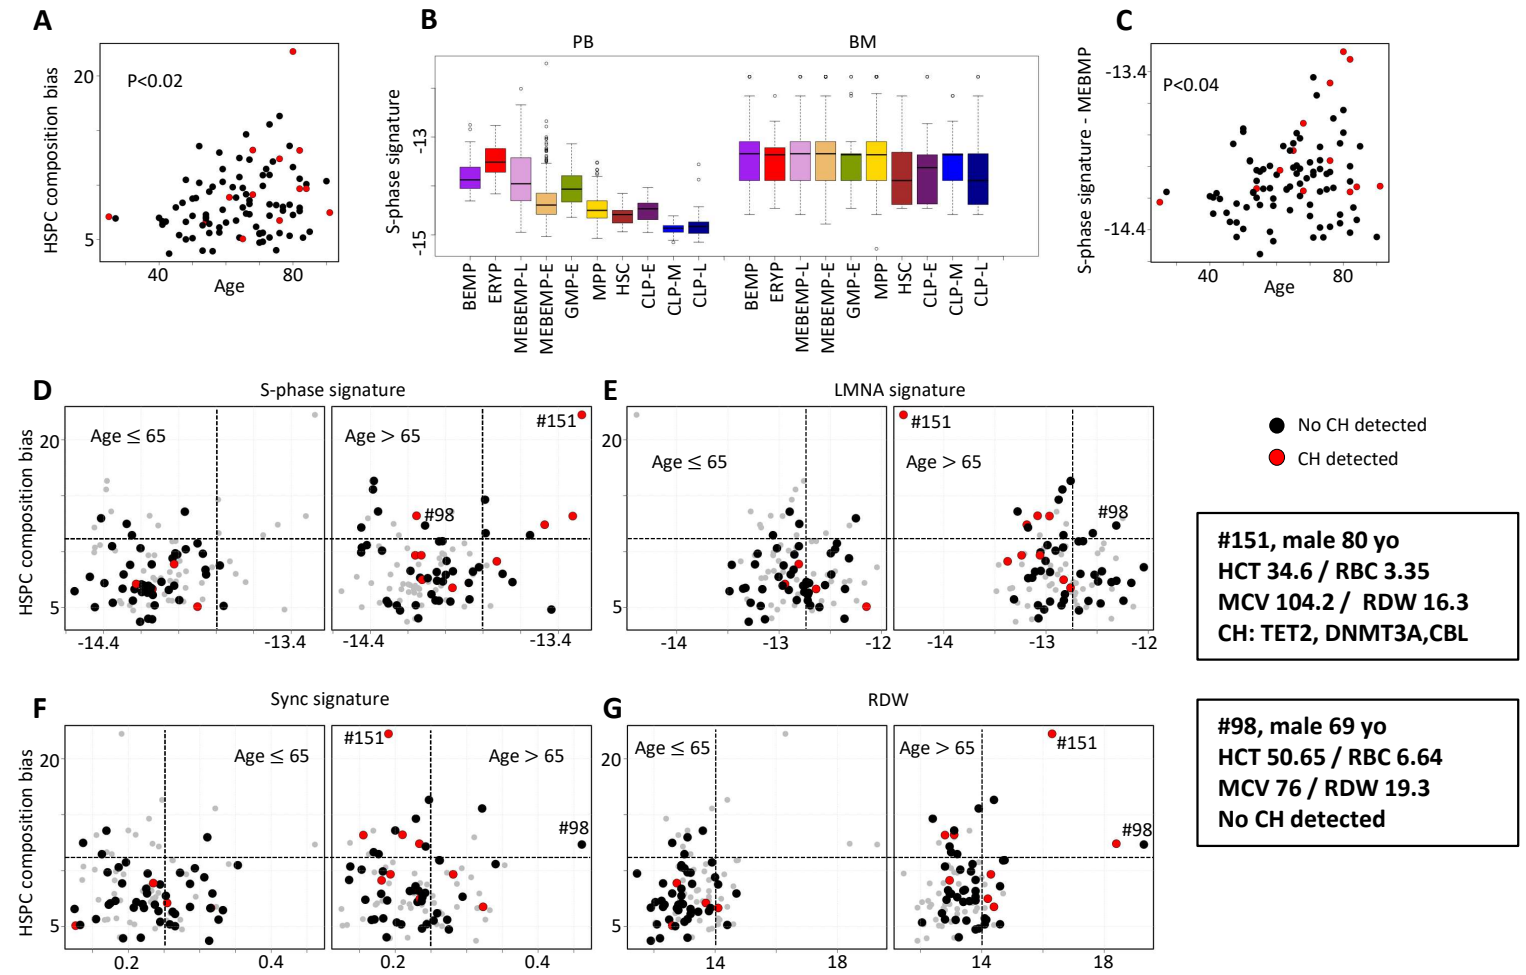 A
HSPC composition bias
20
5
P<0.02
40
80
Age
B
PB
BM
S-phase signature
-13
-15
BEMP
ERYP
MEBEMP-L
MEBEMP-E
GMP-E
MPP
HSC
CLP-E
CLP-M
CLP-L
BEMP
ERYP
MEBEMP-L
MEBEMP-E
GMP-E
MPP
HSC
CLP-E
CLP-M
CLP-L
C
S-phase signature - MEBMP
-13.4
-14.4
P<0.04
40
80
Age
D
S-phase signature
HSPC composition bias
20
5
Age ≤ 65
Age > 65
#151
#98
-14.4
-13.4
-14.4
-13.4
E
LMNA signature
20
5
Age ≤ 65
Age > 65
#151
#98
-14
-13
-12
-14
-13
-12
No CH detected
CH detected
#151, male 80 yo
HCT 34.6 / RBC 3.35
MCV 104.2 / RDW 16.3
CH: TET2, DNMT3A,CBL
F
Sync signature
HSPC composition bias
20
5
Age ≤ 65
#151
Age > 65
#98
0.2
0.4
0.2
0.4
G
RDW
20
5
Age ≤ 65
Age > 65
#151
#98
14
18
14
18
#98, male 69 yo
HCT 50.65 / RBC 6.64
MCV 76 / RDW 19.3
No CH detected